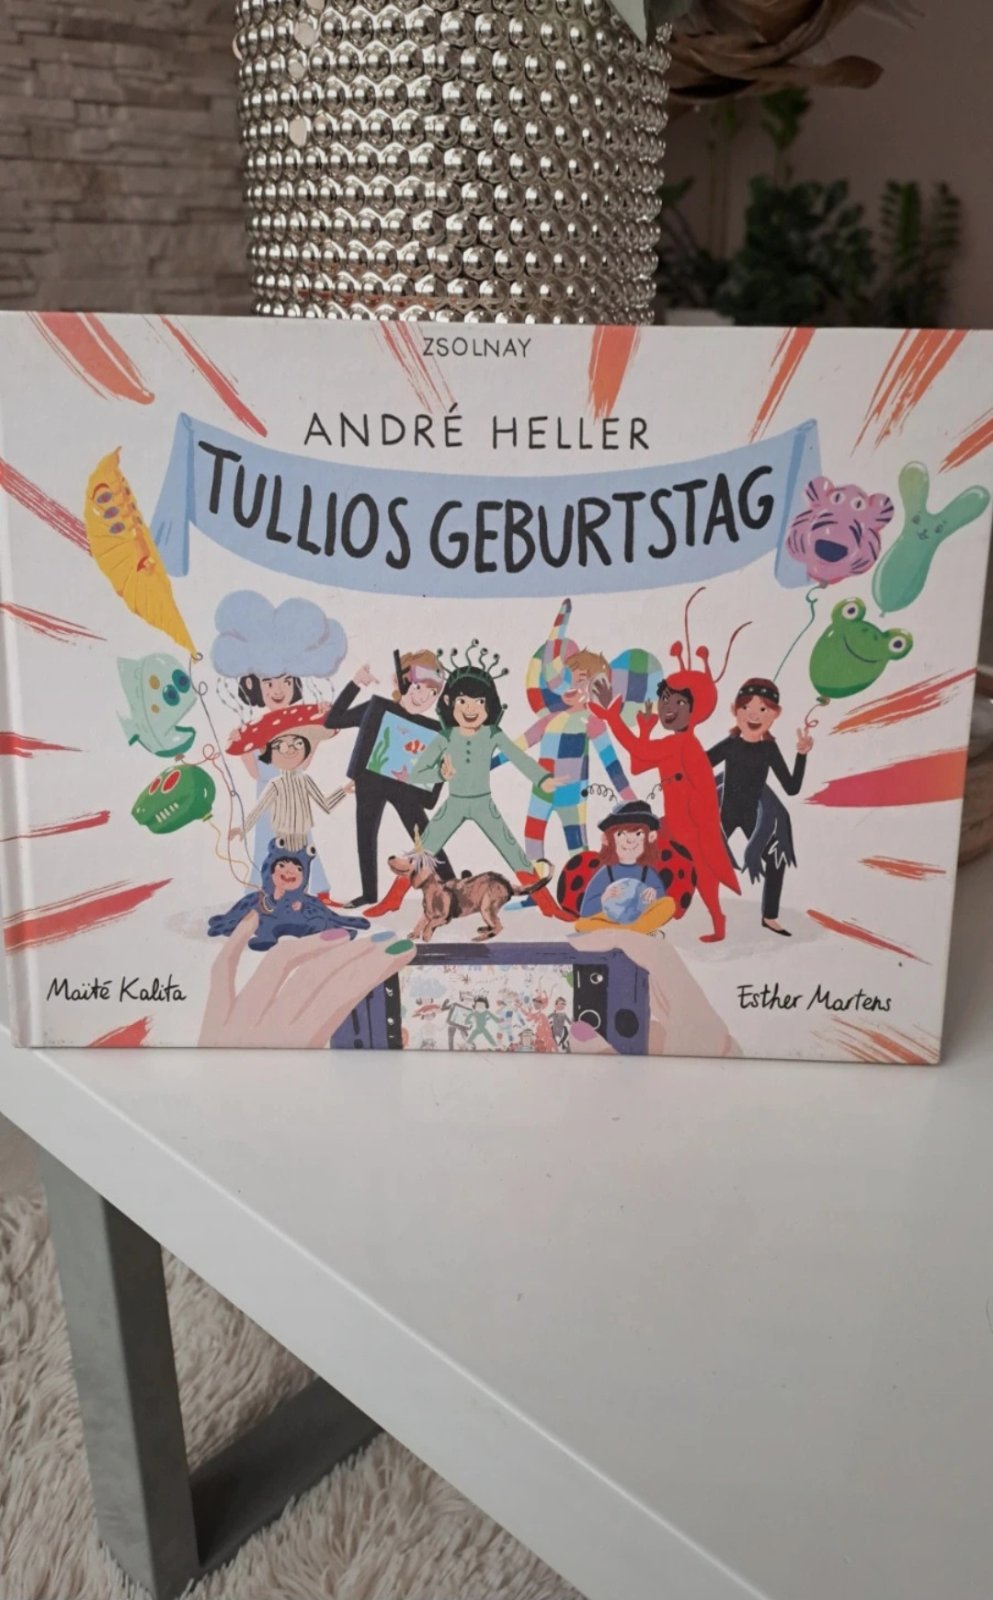 ZSOLNAY
ANDRÉ HELLER
TULLIOS GEBURTSTAG
Maïté Kalita
Esther Martens